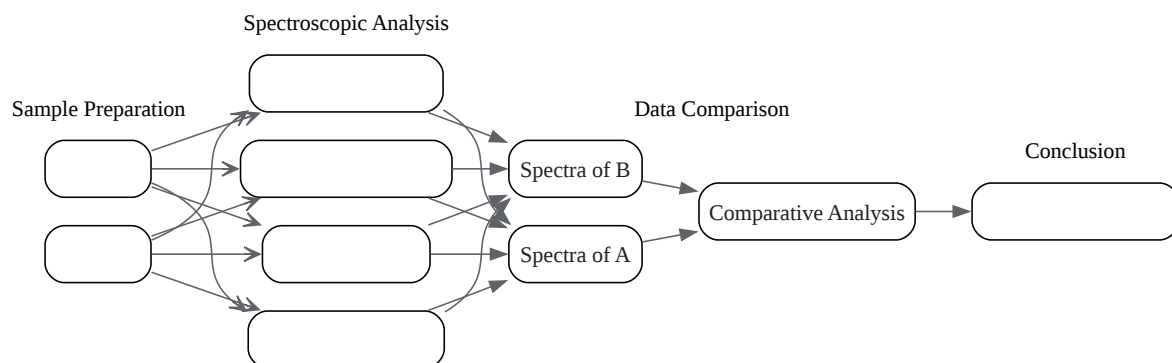 Spectroscopic Analysis
Sample Preparation
Data Comparison
Conclusion
Spectra of B
Comparative Analysis
Spectra of A